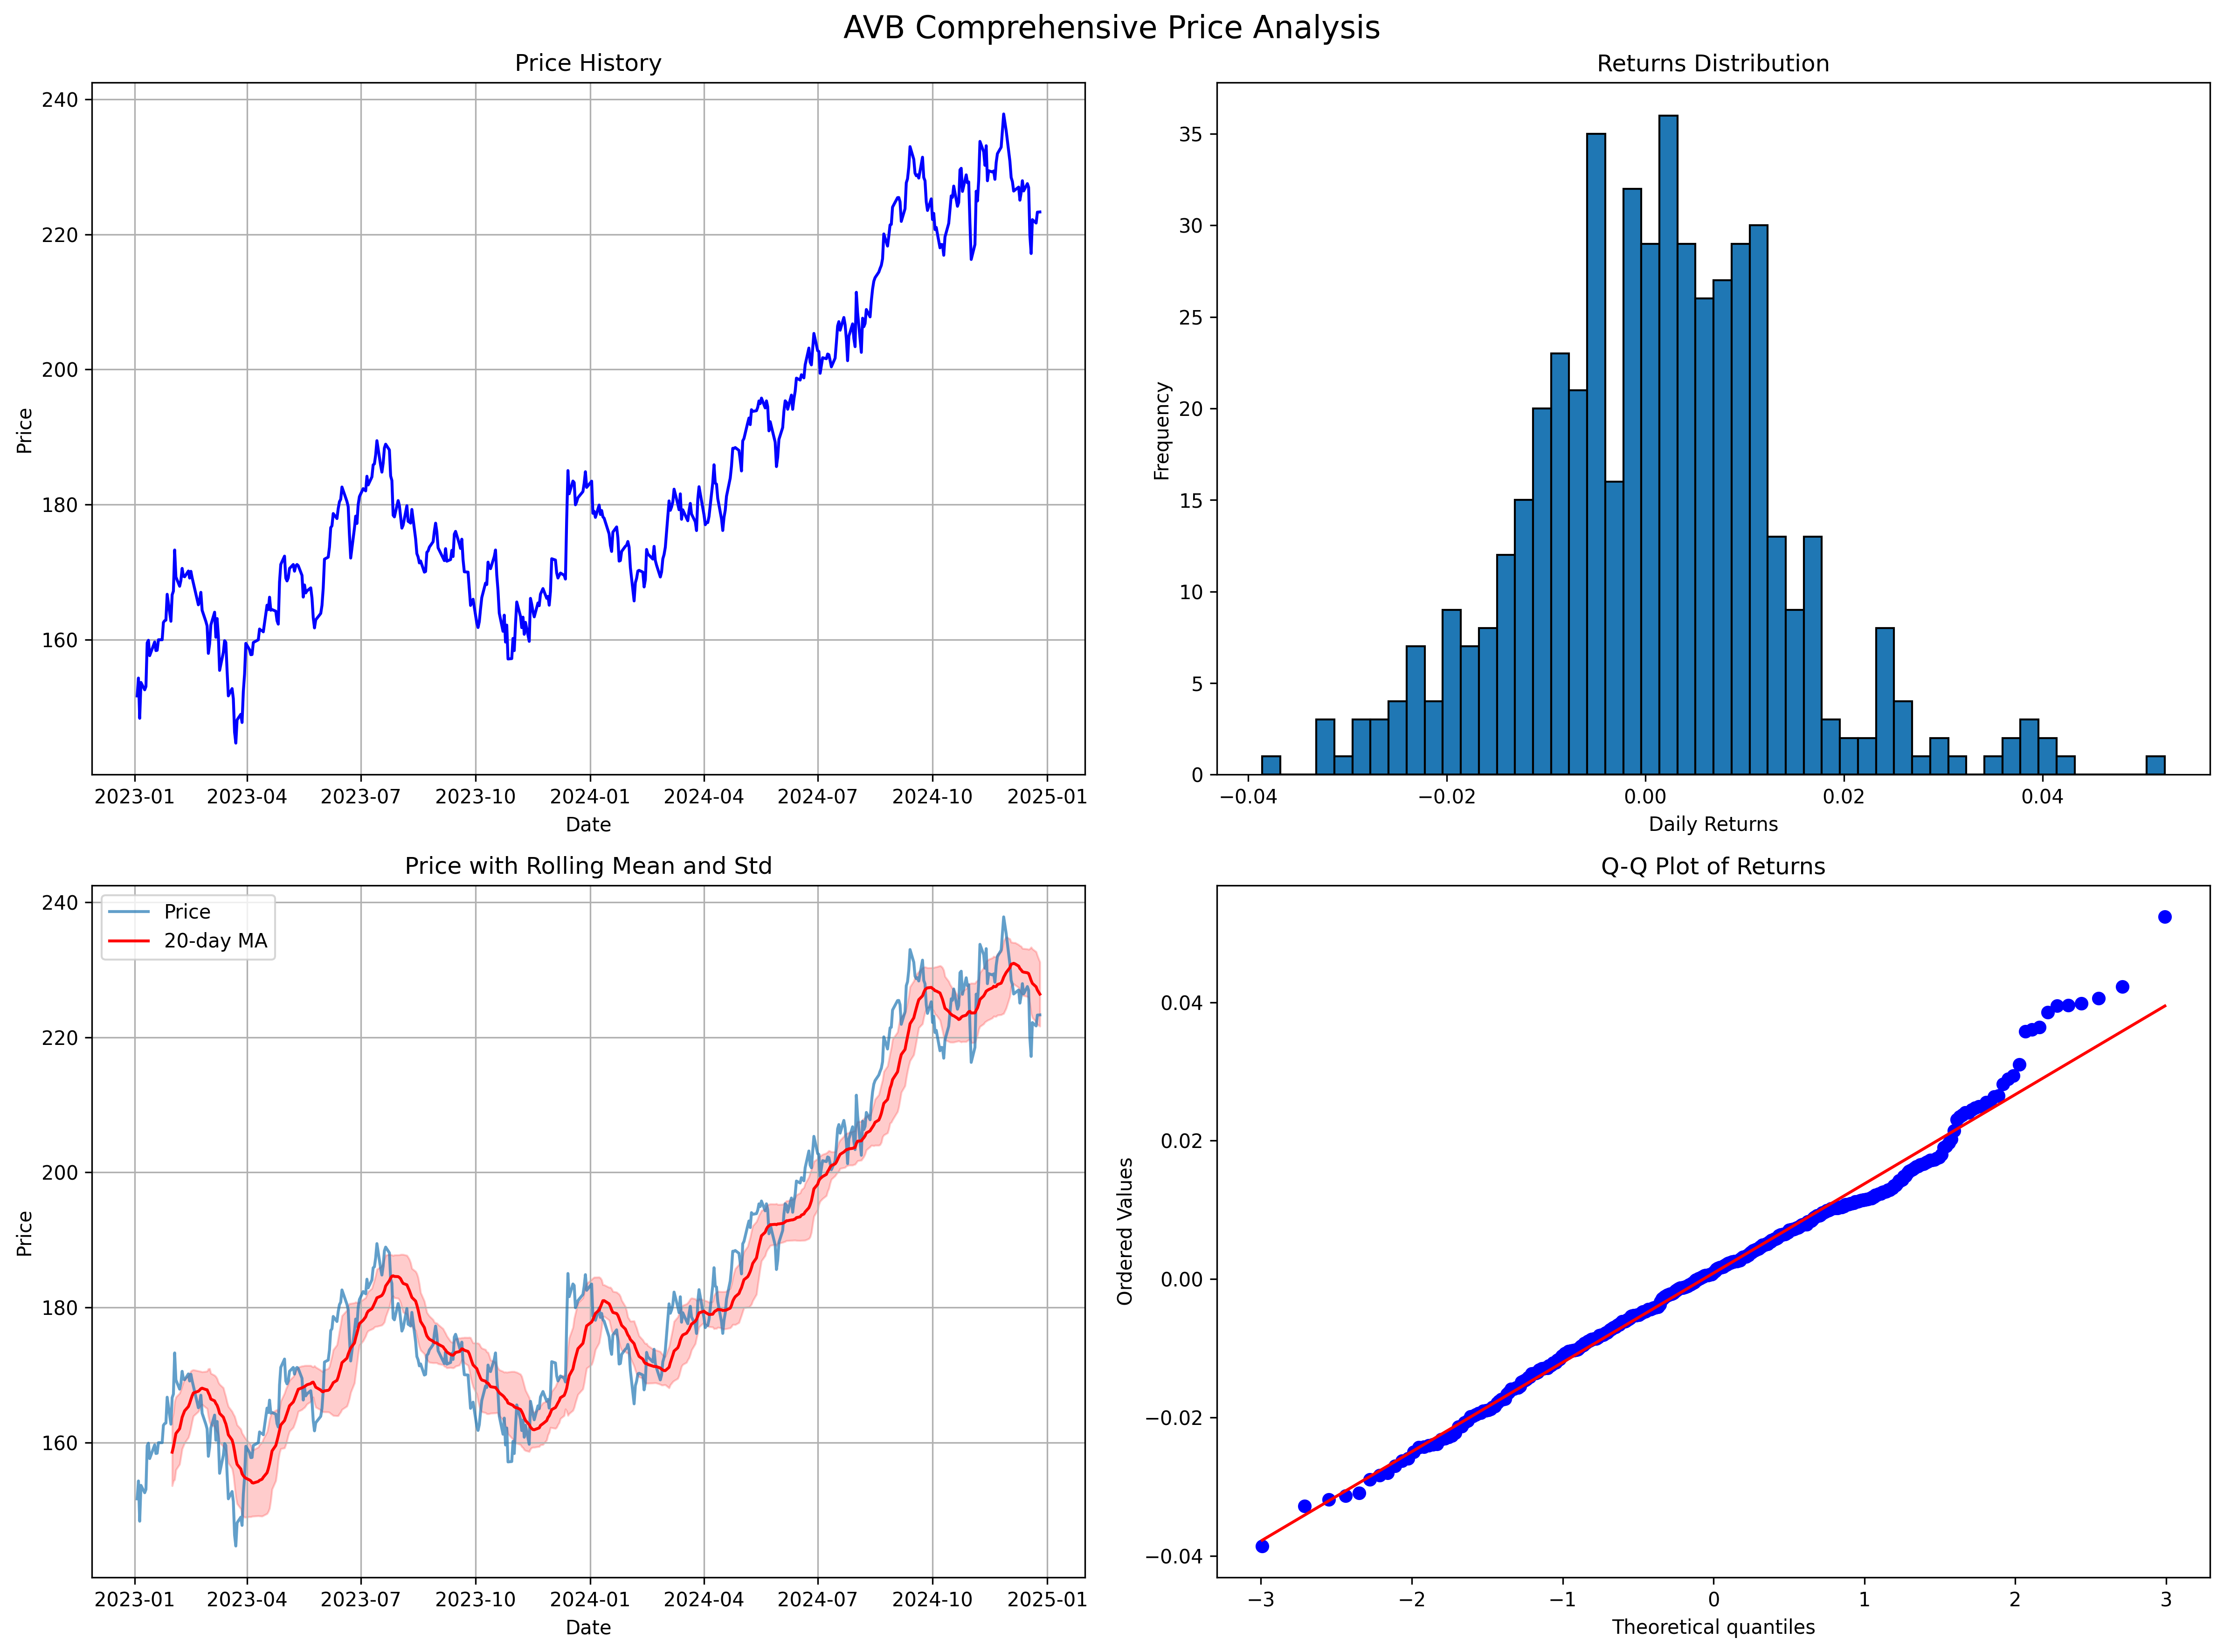 AVB Comprehensive Price Analysis
Price History
Price
240
220
200
180
160
2023-01 2023-04 2023-07 2023-10 2024-01 2024-04 2024-07 2024-10 2025-01
Date
Returns Distribution
Frequency
35
30
25
20
15
10
5
0
−0.04 −0.02 0.00 0.02 0.04
Daily Returns
Price with Rolling Mean and Std
Price
20-day MA
Price
240
220
200
180
160
2023-01 2023-04 2023-07 2023-10 2024-01 2024-04 2024-07 2024-10 2025-01
Date
Q-Q Plot of Returns
Ordered Values
0.04
0.02
0.00
−0.02
−0.04
−3 −2 −1 0 1 2 3
Theoretical quantiles